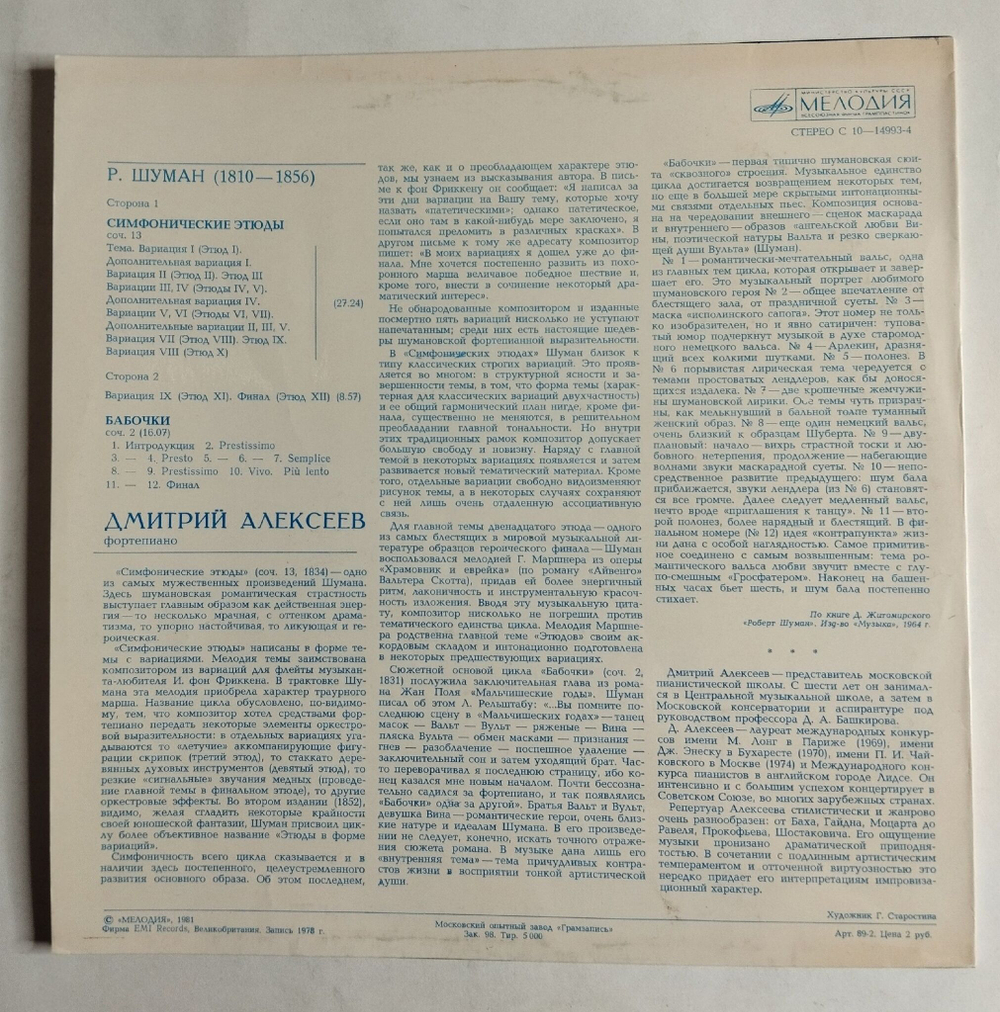 МИНИСТЕРСТВО КУЛЬТУРЫ СССР
МЕЛОДИЯ
ВСЕСОЮЗНАЯ ФИРМА ГРАМПЛАСТИНОК
СТЕРЕО С 10—14993-4
Р. ШУМАН (1810—1856)
Сторона 1
СИМФОНИЧЕСКИЕ ЭТЮДЫ
соч. 13
Тема. Вариация I (Этюд I).
Дополнительная вариация I.
Вариация II (Этюд II). Этюд III
Вариации III, IV (Этюды IV, V).
Дополнительная вариация IV. (27.24)
Вариации V, VI (Этюды VI, VII).
Дополнительные вариации II, III, V.
Вариация VII (Этюд VIII). Этюд IX.
Вариация VIII (Этюд X)
Сторона 2
Вариация IX (Этюд XI). Финал (Этюд XII) (8.57)
БАБОЧКИ
соч. 2 (16.07)
1. Интродукция 2. Prestissimo
3. — 4. Presto 5. — 6. — 7. Semplice
8. — 9. Prestissimo 10. Vivo. Più lento
11. — 12. Финал
ДМИТРИЙ АЛЕКСЕЕВ
фортепиано
«Симфонические этюды» (соч. 13, 1834) — одно
из самых мужественных произведений Шумана.
Здесь шумановская романтическая страстность
выступает главным образом как действенная энер-
гия — то несколько мрачная, с оттенком драма-
тизма, то упорно настойчивая, то ликующая и ге-
роическая.
«Симфонические этюды» написаны в форме те-
мы с вариациями. Мелодия темы заимствована
композитором из вариаций для флейты музыкан-
та-любителя И. фон Фриккена. В трактовке Шу-
мана эта мелодия приобрела характер траурного
марша. Название цикла обусловлено, по-видимо-
му, тем, что композитор хотел средствами фор-
тепиано передать некоторые элементы оркестро-
вой выразительности: в отдельных вариациях уга-
дываются то «летучие» аккомпанирующие фигу-
рации скрипок (третий этюд), то стаккато дере-
вянных духовых инструментов (девятый этюд), то
резкие «сигнальные» звучания медных (проведе-
ние главной темы в финальном этюде), то другие
оркестровые эффекты. Во втором издании (1852),
видимо, желая сгладить некоторые крайности
своей юношеской фантазии, Шуман присвоил цик-
лу более объективное название «Этюды в форме
вариаций».
Симфоничность всего цикла сказывается и в
наличии здесь постепенного, целеустремленного
развития основного образа. Об этом последнем,
так же, как и о преобладающем характере этю-
дов, мы узнаем из высказывания автора. В пись-
ме к фон Фриккену он сообщает: «Я написал за
эти дни вариации на Вашу тему, которые хочу
назвать «патетическими»; однако патетическое,
если оно там в какой-нибудь мере заключено, я
попытался преломить в различных красках». В
другом письме к тому же адресату композитор
пишет: «В моих вариациях я дошел уже до фи-
нала. Мне хочется постепенно развить из похо-
ронного марша величавое победное шествие и,
кроме того, внести в сочинение некоторый дра-
матический интерес».
Не обнародованные композитором и изданные
посмертно пять вариаций нисколько не уступают
напечатанным; среди них есть настоящие шедев-
ры шумановской фортепианной выразительности.
В «Симфонических этюдах» Шуман близок к
типу классических строгих вариаций. Это прояв-
ляется во многом: в структурной ясности и за-
вершенности темы, в том, что форма темы (харак-
терная для классических вариаций двухчастность)
и ее общий гармонический план нигде, кроме фи-
нала, существенно не меняются, в решительном
преобладании главной тональности. Но внутри
этих традиционных рамок композитор допускает
большую свободу и новизну. Наряду с главной
темой в некоторых вариациях появляется и затем
развивается новый тематический материал. Кроме
того, отдельные вариации свободно видоизменяют
рисунок темы, а в некоторых случаях сохраняют
с ней лишь очень отдаленную ассоциативную
связь.
Для главной темы двенадцатого этюда — одного
из самых блестящих в мировой музыкальной ли-
тературе образцов героического финала — Шуман
воспользовался мелодией Г. Маршнера из оперы
«Храмовник и еврейка» (по роману «Айвенго»
Вальтера Скотта), придав ей более энергичный
ритм, лаконичность и инструментальную красоч-
ность изложения. Вводя эту музыкальную цита-
ту, композитор нисколько не погрешил против
тематического единства цикла. Мелодия Маршне-
ра родственна главной теме «Этюдов» своим ак-
кордовым складом и интонационно подготовлена
в некоторых предшествующих вариациях.
Сюжетной основой цикла «Бабочки» (соч. 2,
1831) послужила заключительная глава из рома-
на Жан Поля «Мальчишеские годы». Шуман
писал об этом Л. Рельштабу: «...Вы помните по-
следнюю сцену в «Мальчишеских годах» — танец
масок — Вальт — Вульт — ряженые — Вина —
пляска Вульта — обмен масками — признания —
гнев — разоблачение — поспешное удаление —
заключительный сон и затем уходящий брат. Час-
то переворачивал я последнюю страницу, ибо ко-
нец казался мне новым началом. Почти бессозна-
тельно садился за фортепиано, и так появлялись
«Бабочки» одна за другой». Братья Вальт и Вульт,
девушка Вина — романтические герои, очень близ-
кие натуре и идеалам Шумана. В его произведе-
нии не следует, конечно, искать точного отраже-
ния сюжета романа. В музыке дана лишь его
«внутренняя тема» — тема причудливых контра-
стов жизни в восприятии тонкой артистической
души.
«Бабочки» — первая типично шумановская сюи-
та «сквозного» строения. Музыкальное единство
цикла достигается возвращением некоторых тем,
но еще в большей мере скрытыми интонационны-
ми связями отдельных пьес. Композиция основа-
на на чередовании внешнего — сценок маскарада
и внутреннего — образов «ангельской любви Ви-
ны, поэтической натуры Вальта и резко сверкаю-
щей души Вульта» (Шуман).
№ 1 — романтически-мечтательный вальс, одна
из главных тем цикла, которая открывает и завер-
шает его. Это музыкальный портрет любимого
шумановского героя № 2 — общее впечатление от
блестящего зала, от праздничной суеты. № 3 —
маска «исполинского сапога». Этот номер не толь-
ко изобразителен, но и явно сатиричен: тупова-
тый юмор подчеркнут музыкой в духе старомод-
ного немецкого вальса. № 4 — Арлекин, дразня-
щий всех колкими шутками. № 5 — полонез. В
№ 6 порывистая лирическая тема чередуется с
темами простоватых лендлеров, как бы донося-
щихся издалека. № 7 — две крошечные жемчужи-
ны шумановской лирики. Обе темы чуть призрач-
ны, как мелькнувший в бальной толпе туманный
женский образ. № 8 — еще один немецкий вальс,
очень близкий к образцам Шуберта. № 9 — дву-
плановый: начало — вихрь страстной тоски и лю-
бовного нетерпения, продолжение — набегающие
волнами звуки маскарадной суеты. № 10 — непо-
средственное развитие предыдущего: шум бала
приближается, звуки лендлера (из № 6) становят-
ся все громче. Далее следует медленный вальс,
нечто вроде «приглашения к танцу». № 11 — вто-
рой полонез, более нарядный и блестящий. В фи-
нальном номере (№ 12) идея «контрапункта» жиз-
ни дана с особой наглядностью. Самое примитив-
ное соединено с самым возвышенным: тема ро-
мантического вальса любви звучит вместе с глу-
по-смешным «Гросфатером». Наконец на башен-
ных часах бьет шесть, и шум бала постепенно
стихает.
По книге Д. Житомирского
«Роберт Шуман». Изд-во «Музыка», 1964 г.
* * *
Дмитрий Алексеев — представитель московской
пианистической школы. С шести лет он занимал-
ся в Центральной музыкальной школе, а затем в
Московской консерватории и аспирантуре под
руководством профессора Д. А. Башкирова.
Д. Алексеев — лауреат международных конкур-
сов имени М. Лонг в Париже (1969), имени
Дж. Энеску в Бухаресте (1970), имени П. И. Чай-
ковского в Москве (1974) и Международного кон-
курса пианистов в английском городе Лидсе. Он
интенсивно и с большим успехом концертирует в
Советском Союзе, во многих зарубежных странах.
Репертуар Алексеева стилистически и жанрово
очень разнообразен: от Баха, Гайдна, Моцарта до
Равеля, Прокофьева, Шостаковича. Его ощущение
музыки пронизано драматической приподня-
тостью. В сочетании с подлинным артистическим
темпераментом и отточенной виртуозностью это
нередко придает его интерпретациям импровиза-
ционный характер.
© «МЕЛОДИЯ», 1981
Фирма EMI Records, Великобритания. Запись 1978 г.
Московский опытный завод «Грамзапись»
Зак. 98. Тир. 5 000
Художник Г. Старостина
Арт. 89-2. Цена 2 руб.